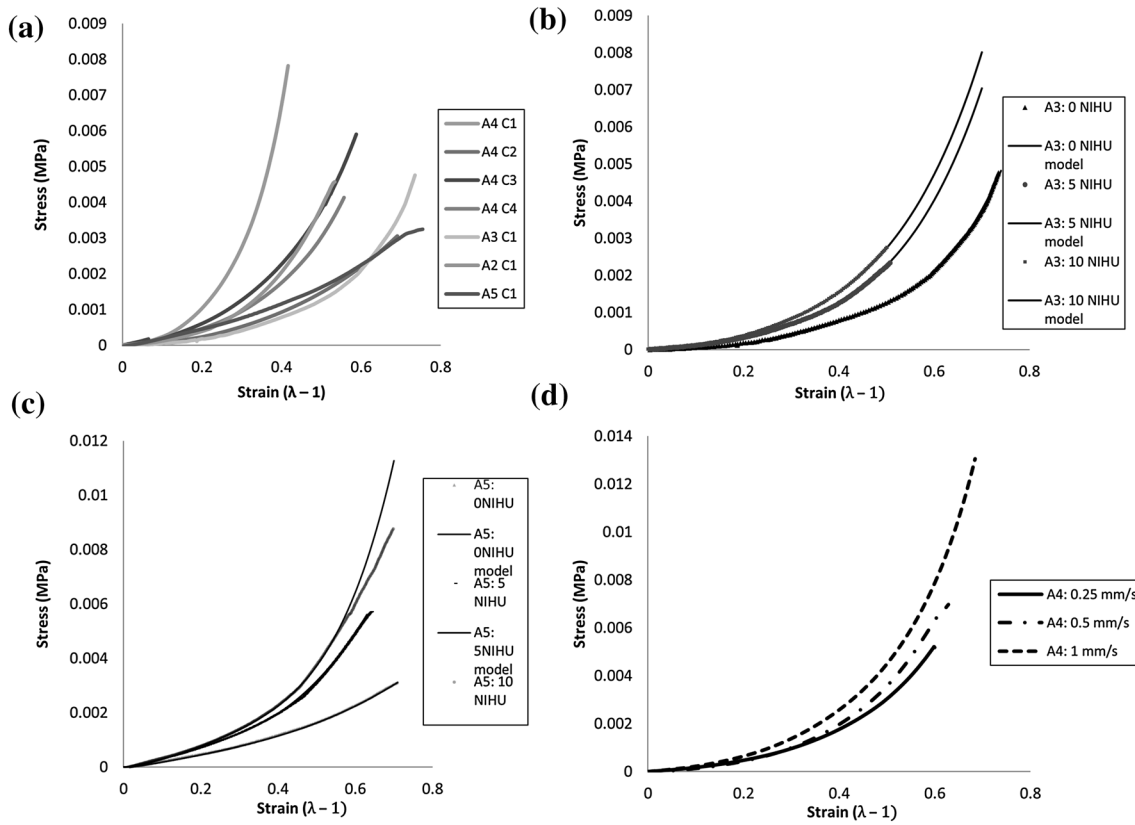 (a)
0.009
0.008
0.007
0.006
0.005
0.004
0.003
0.002
0.001
0
Stress (MPa)
0
0.2
0.4
0.6
0.8
Strain (λ – 1)
A4 C1
A4 C2
A4 C3
A4 C4
A3 C1
A2 C1
A5 C1
(b)
0.009
0.008
0.007
0.006
0.005
0.004
0.003
0.002
0.001
0
Stress (MPa)
0
0.2
0.4
0.6
0.8
Strain (λ – 1)
A3: 0 NIHU
A3: 0 NIHU
model
A3: 5 NIHU
A3: 5 NIHU
model
A3: 10 NIHU
A3: 10 NIHU
model
(c)
0.012
0.01
0.008
0.006
0.004
0.002
0
Stress (MPa)
0
0.2
0.4
0.6
0.8
Strain (λ – 1)
A5:
0NIHU
A5:
0NIHU
model
A5: 5
NIHU
A5:
5NIHU
model
A5: 10
NIHU
(d)
0.014
0.012
0.01
0.008
0.006
0.004
0.002
0
Stress (MPa)
0
0.2
0.4
0.6
0.8
Strain (λ – 1)
A4: 0.25 mm/s
A4: 0.5 mm/s
A4: 1 mm/s